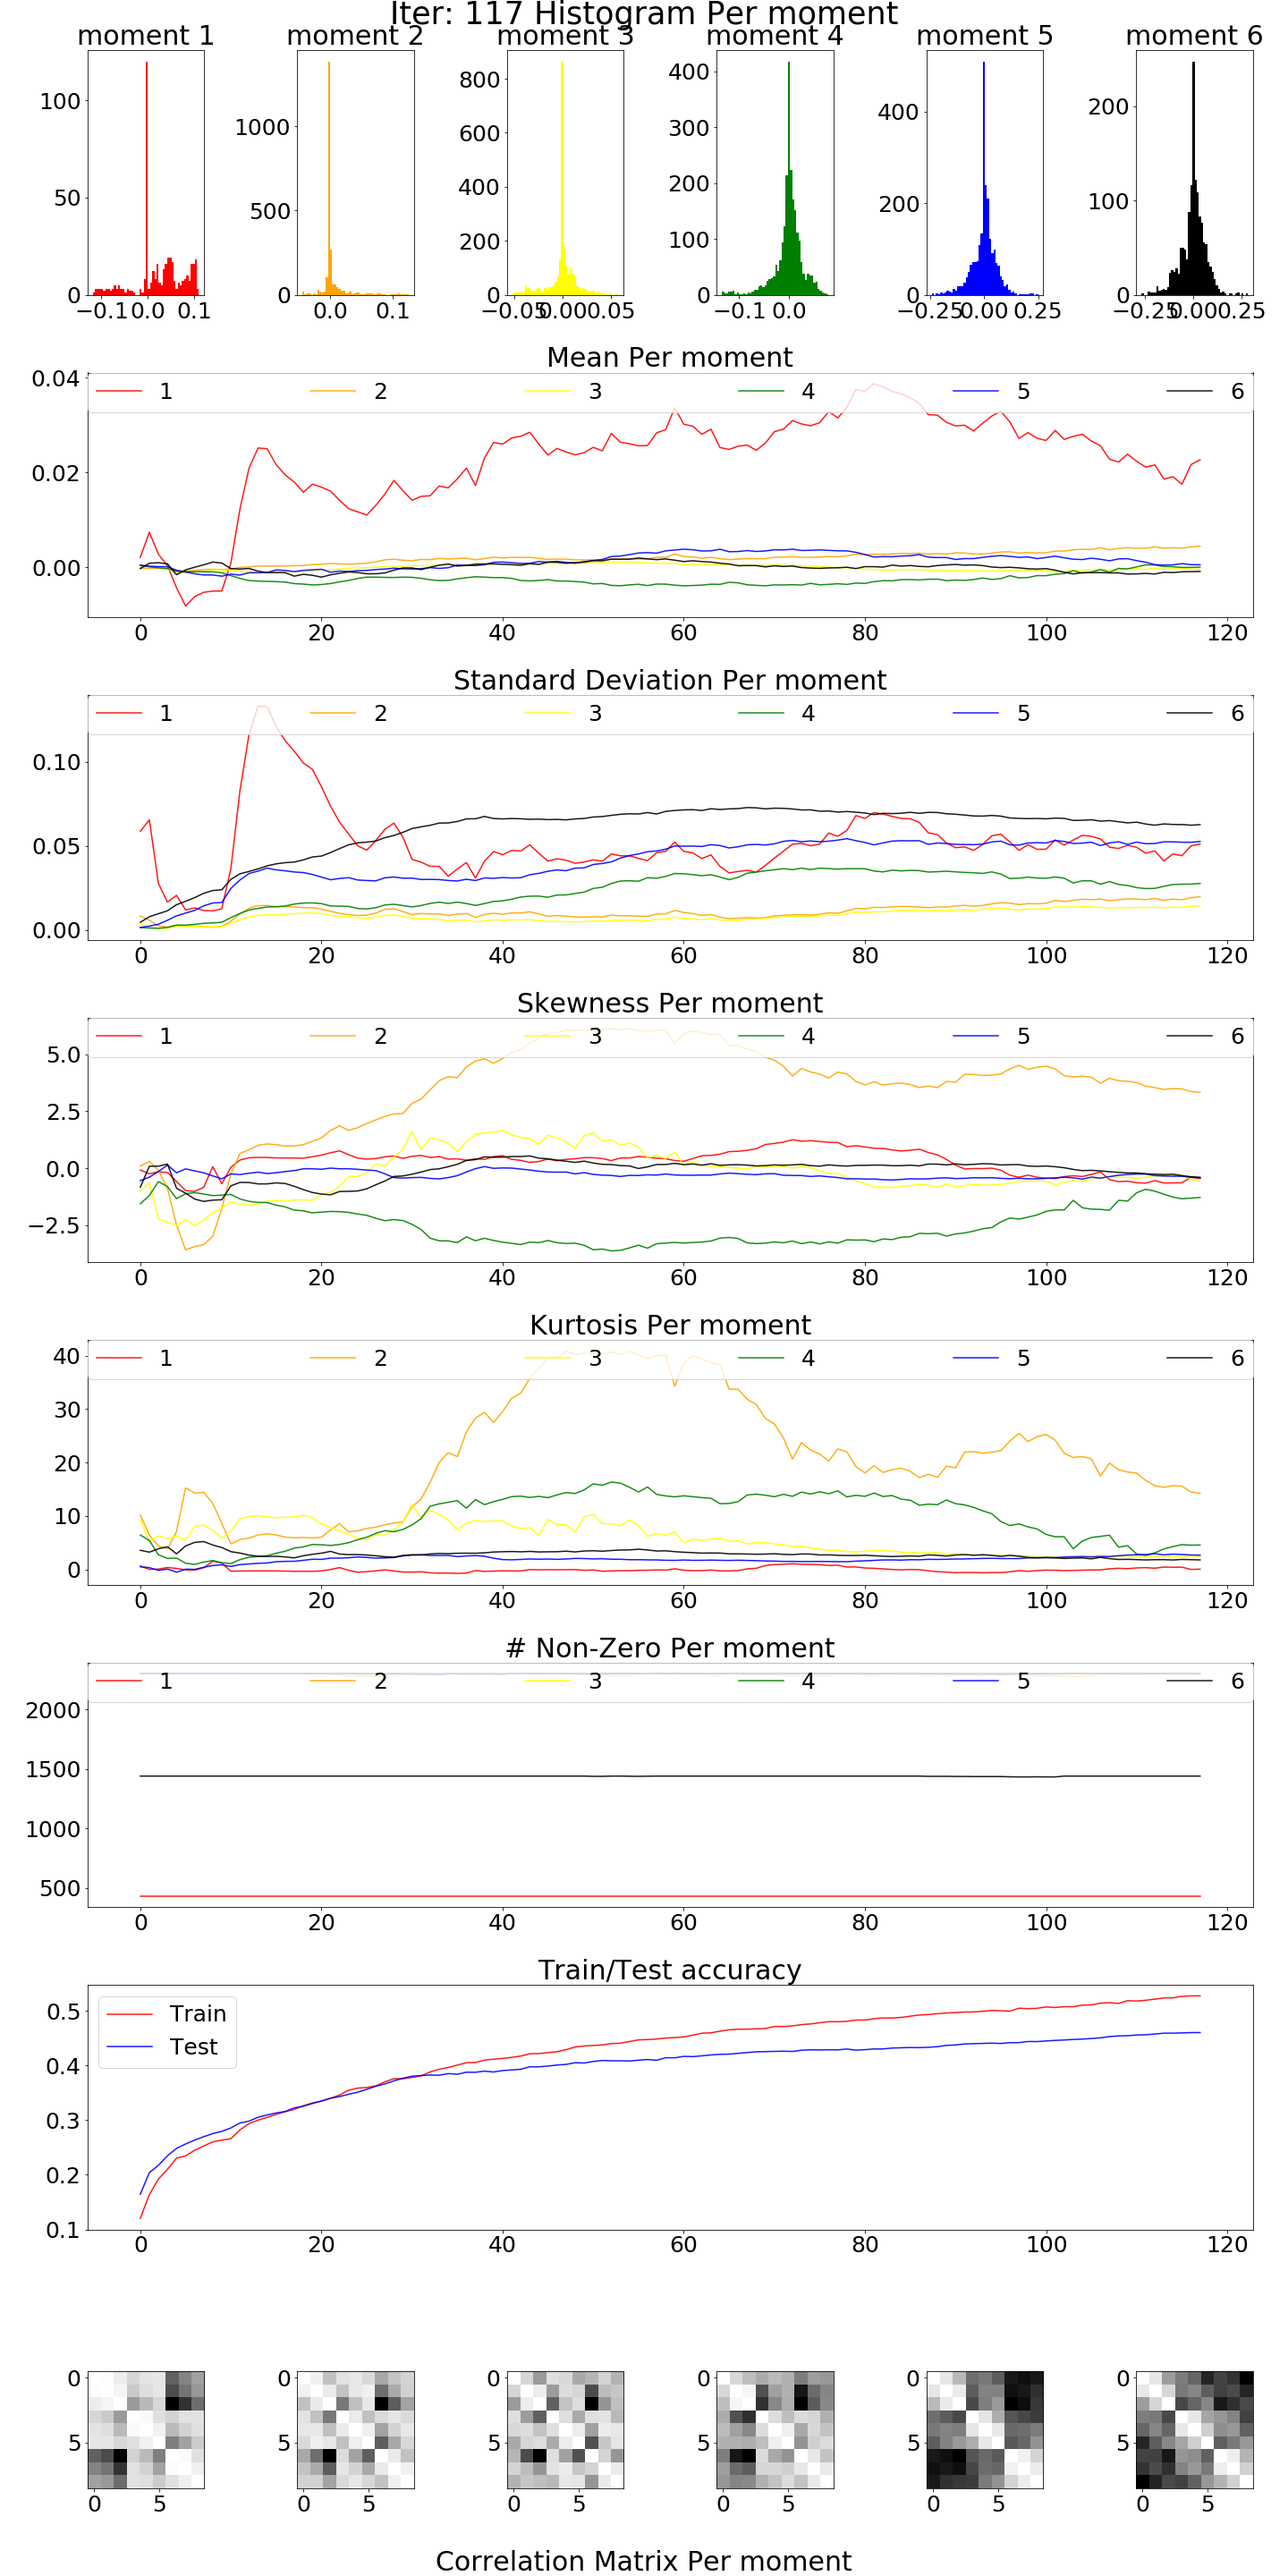 Iter: 117 Histogram Per moment
moment 1 moment 2 moment 3 moment 4 moment 5 moment 6
100 50 0
−0.1 0.0 0.1
1000 500 0
0.0 0.1
800 600 400 200 0
−0.05 0.00 0.05
400 300 200 100 0
−0.1 0.0
400 200 0
−0.25 0.00 0.25
200 100 0
−0.25 0.00 0.25
Mean Per moment
1 2 3 4 5 6
0.04
0.02
0.00
0 20 40 60 80 100 120
Standard Deviation Per moment
1 2 3 4 5 6
0.10
0.05
0.00
0 20 40 60 80 100 120
Skewness Per moment
1 2 3 4 5 6
5.0
2.5
0.0
−2.5
0 20 40 60 80 100 120
Kurtosis Per moment
1 2 3 4 5 6
40
30
20
10
0
0 20 40 60 80 100 120
# Non-Zero Per moment
1 2 3 4 5 6
2000
1500
1000
500
0 20 40 60 80 100 120
Train/Test accuracy
Train
Test
0.5
0.4
0.3
0.2
0.1
0 20 40 60 80 100 120
0 0 0 0 0 0
5 5 5 5 5 5
0 5 0 5 0 5 0 5 0 5 0 5
Correlation Matrix Per moment